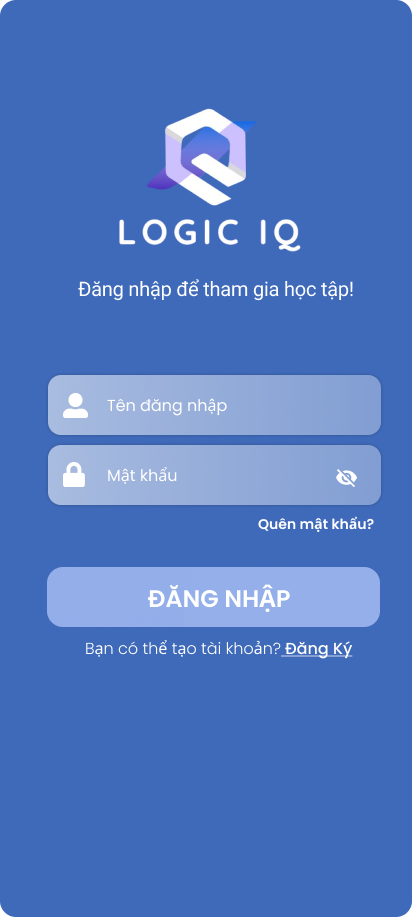 LOGIC IQ
Đăng nhập để tham gia học tập!
Tên đăng nhập
Mật khẩu
Quên mật khẩu?
ĐĂNG NHẬP
Bạn có thể tạo tài khoản? Đăng Ký